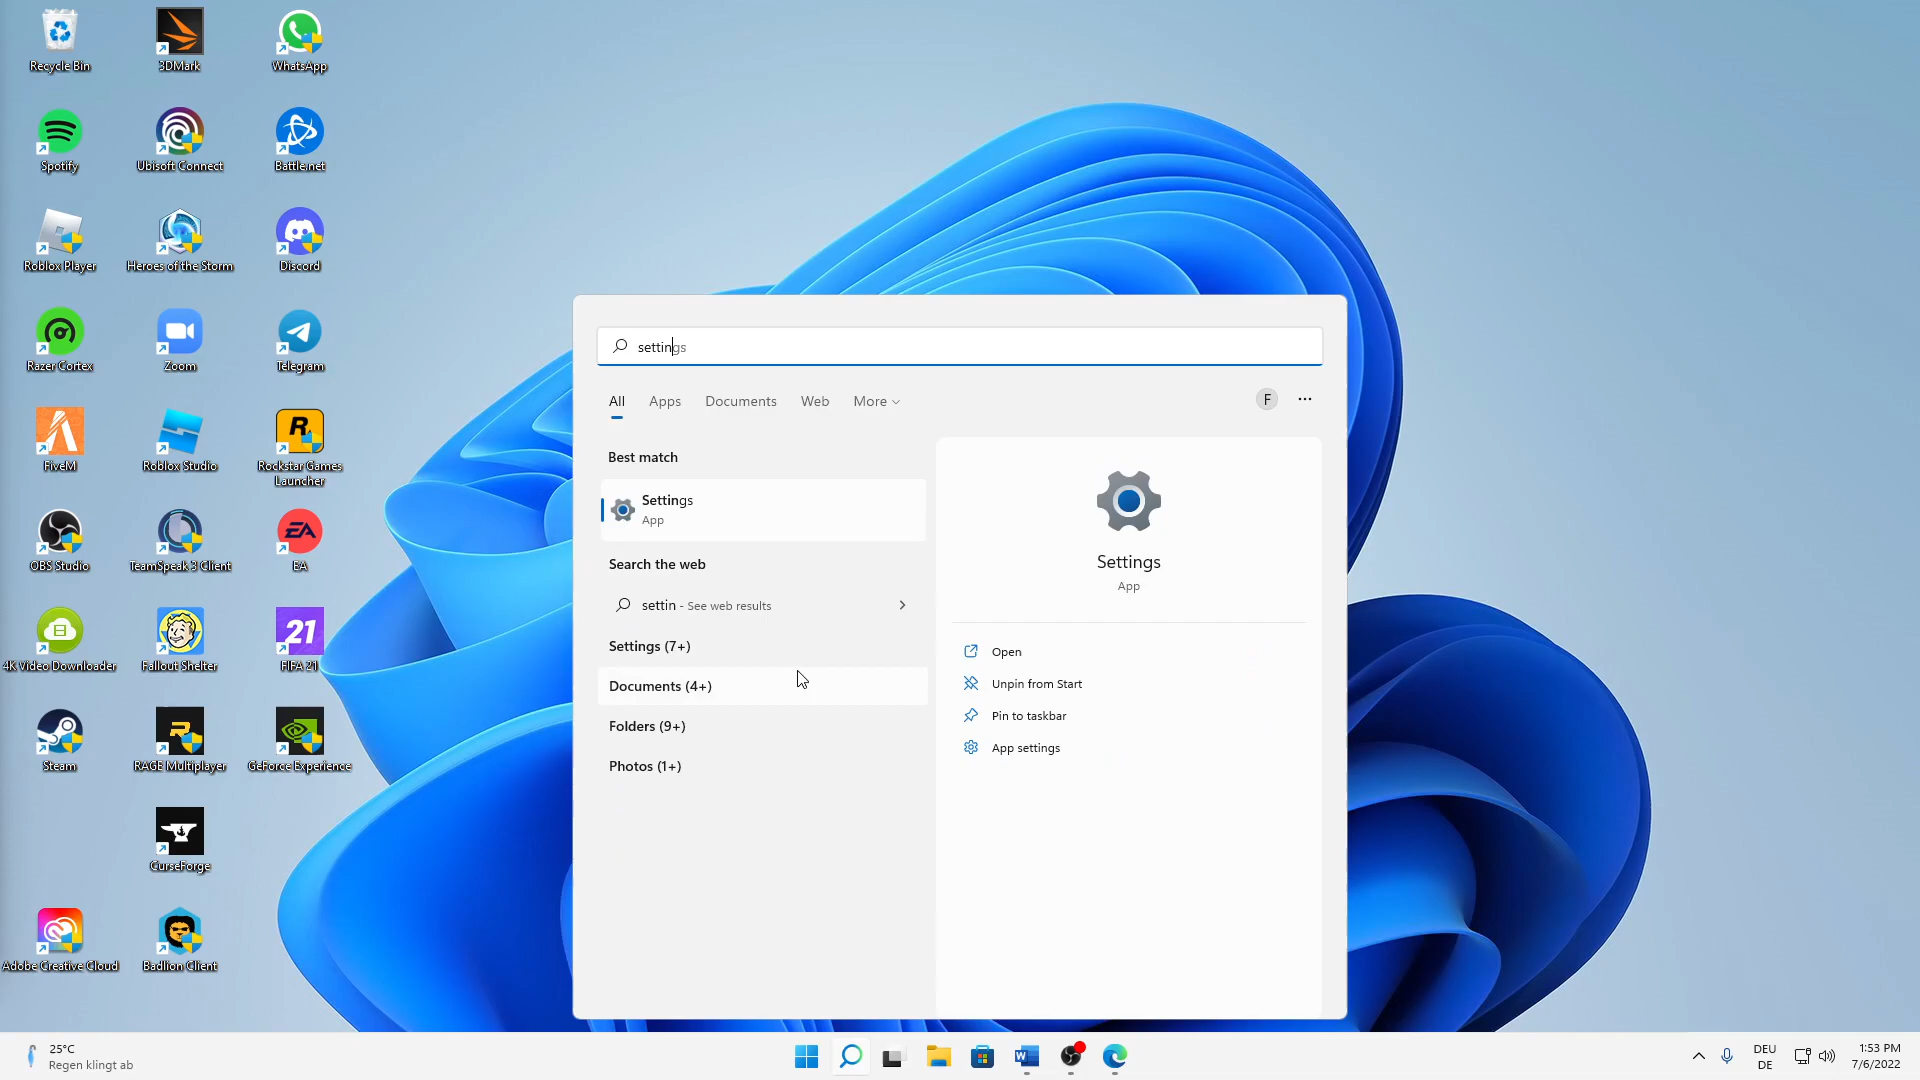 Recycle Bin
3DMark
WhatsApp
Spotify
Ubisoft Connect
Battle.net
Roblox Player
Heroes of the Storm
Discord
Razer Cortex
Zoom
Telegram
FiveM
Roblox Studio
R
Rockstar Games
Launcher
OBS Studio
TeamSpeak 3 Client
EA
EA
4K Video Downloader
Fallout Shelter
21
FIFA 21
Steam
R
RAGE Multiplayer
GeForce Experience
CurseForge
Adobe Creative Cloud
Badlion Client
settings
All
Apps
Documents
Web
More
F
Best match
Settings
App
Search the web
settin - See web results
Settings (7+)
Documents (4+)
Folders (9+)
Photos (1+)
Settings
App
Open
Unpin from Start
Pin to taskbar
App settings
25°C
Regen klingt ab
W
DEU
DE
1:53 PM
7/6/2022